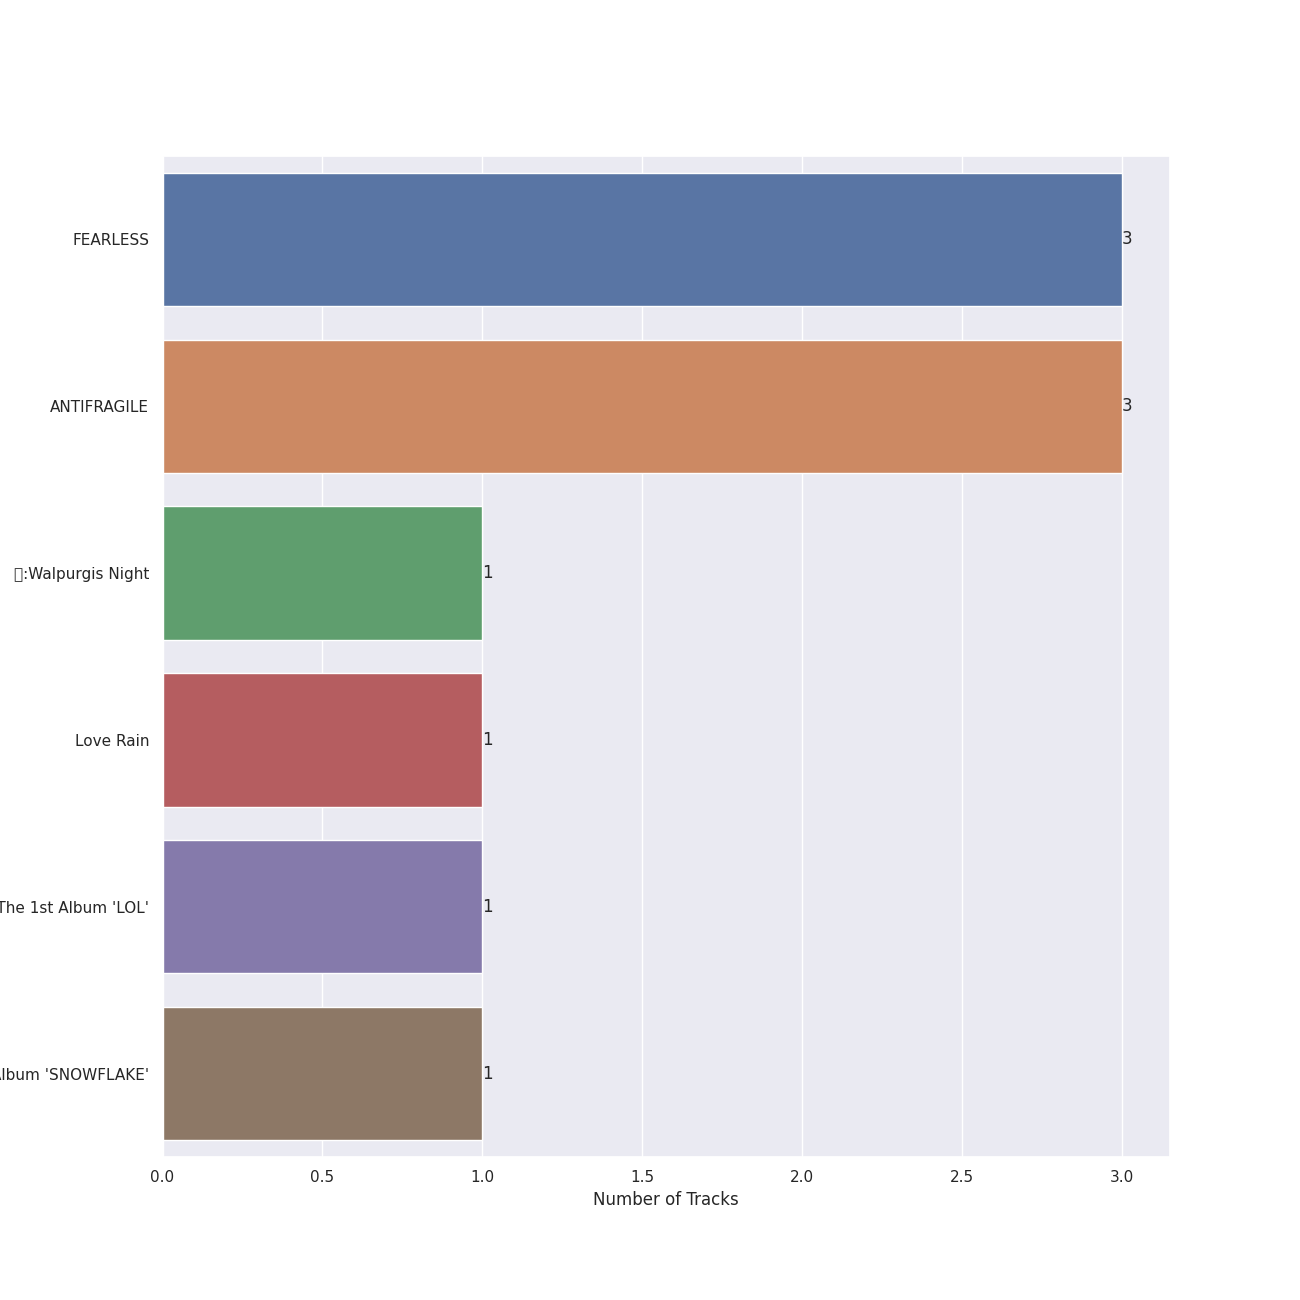 FEARLESS
3
ANTIFRAGILE
3
:Walpurgis Night
1
Love Rain
1
The 1st Album 'LOL'
1
'SNOWFLAKE'
1
0.0 0.5 1.0 1.5 2.0 2.5 3.0
Number of Tracks